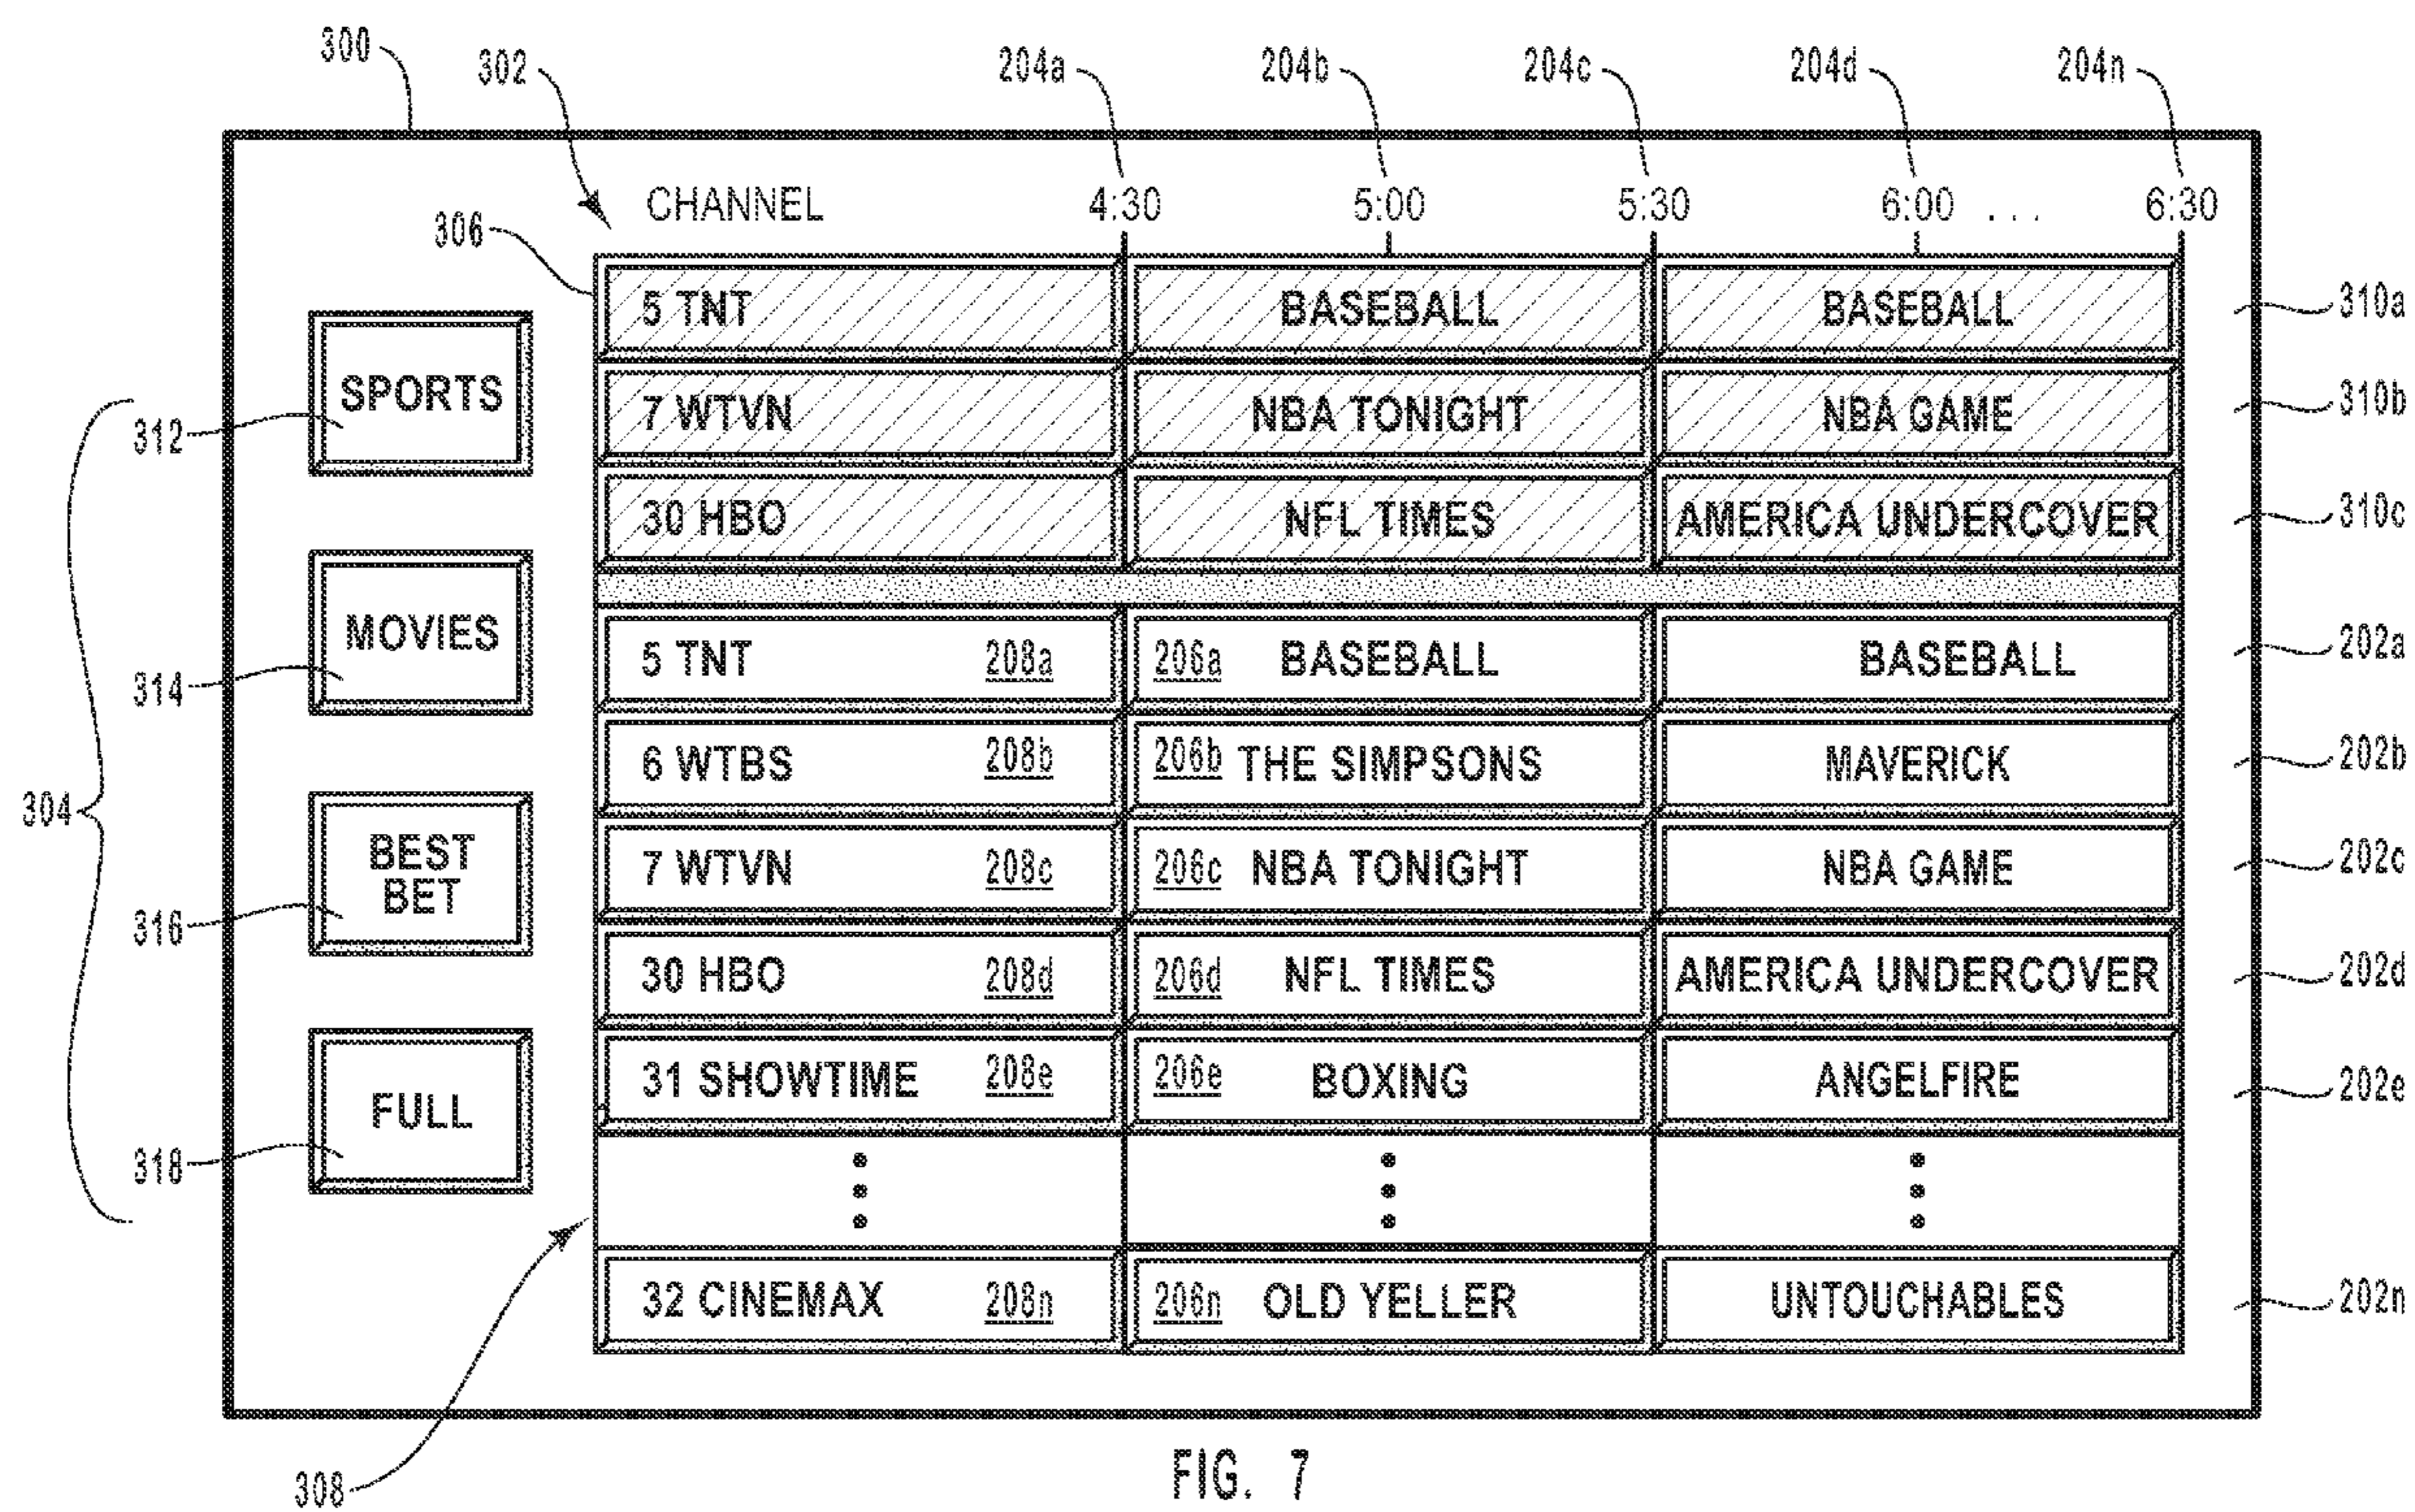 300
302 204a 204b 204c 204d 204n
CHANNEL 4:30 5:00 5:30 6:00 ... 6:30
306
5 TNT BASEBALL BASEBALL 310a
SPORTS
312
7 WTVN NBA TONIGHT NBA GAME 310b
30 HBO NFL TIMES AMERICA UNDERCOVER 310c
MOVIES
314
5 TNT 208a 206a BASEBALL BASEBALL 202a
6 WTBS 208b 206b THE SIMPSONS MAVERICK 202b
304
BEST
BET
316
7 WTVN 208c 206c NBA TONIGHT NBA GAME 202c
30 HBO 208d 206d NFL TIMES AMERICA UNDERCOVER 202d
FULL
318
31 SHOWTIME 208e 206e BOXING ANGELFIRE 202e
32 CINEMAX 208n 206n OLD YELLER UNTOUCHABLES 202n
308
FIG. 7